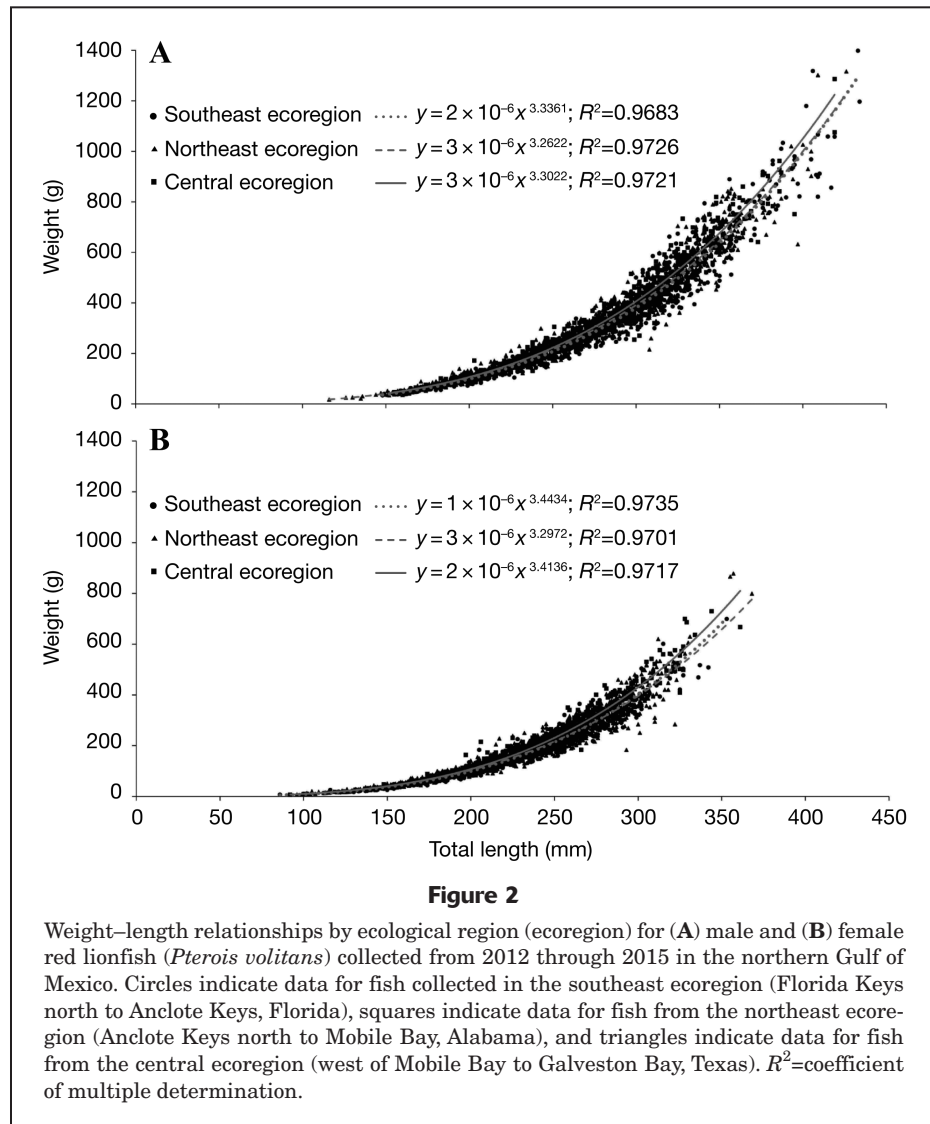 A
1400
1200
1000
800
600
400
200
0
Weight (g)
Southeast ecoregion y = 2 × 10⁻⁶x³·³³⁶¹; R²=0.9683
Northeast ecoregion y = 3 × 10⁻⁶x³·²⁶²²; R²=0.9726
Central ecoregion y = 3 × 10⁻⁶x³·³⁰²²; R²=0.9721
B
1400
1200
1000
800
600
400
200
0
Weight (g)
Southeast ecoregion y = 1 × 10⁻⁶x³·⁴⁴³⁴; R²=0.9735
Northeast ecoregion y = 3 × 10⁻⁶x³·²⁹⁷²; R²=0.9701
Central ecoregion y = 2 × 10⁻⁶x³·⁴¹³⁶; R²=0.9717
0 50 100 150 200 250 300 350 400 450
Total length (mm)
Figure 2
Weight–length relationships by ecological region (ecoregion) for (A) male and (B) female
red lionfish (Pterois volitans) collected from 2012 through 2015 in the northern Gulf of
Mexico. Circles indicate data for fish collected in the southeast ecoregion (Florida Keys
north to Anclote Keys, Florida), squares indicate data for fish from the northeast ecore-
gion (Anclote Keys north to Mobile Bay, Alabama), and triangles indicate data for fish
from the central ecoregion (west of Mobile Bay to Galveston Bay, Texas). R²=coefficient
of multiple determination.